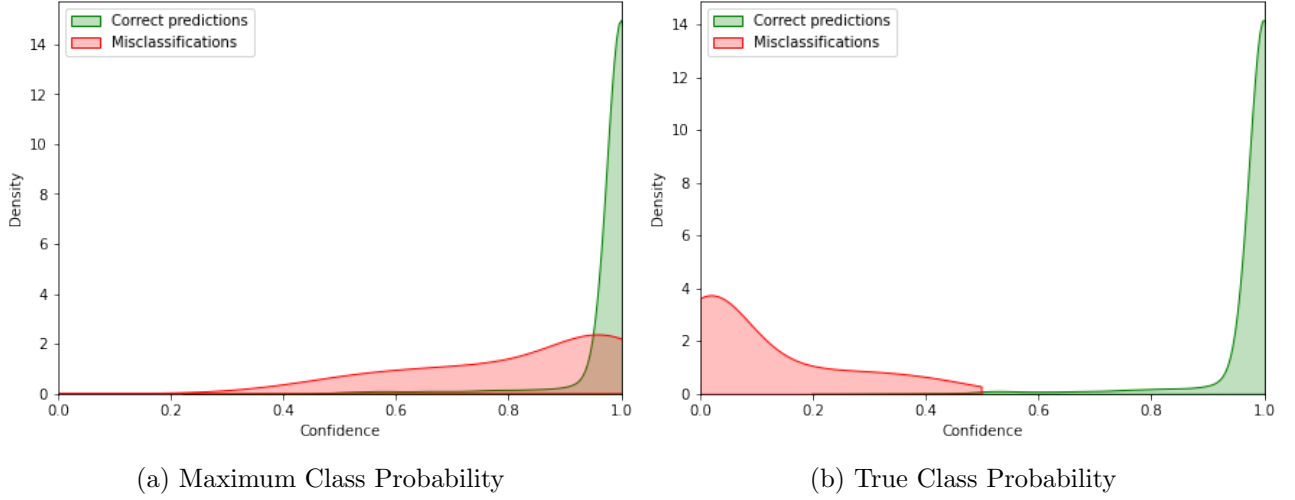 Correct predictions
Misclassifications
14
12
10
8
6
4
2
0
Density
0.0 0.2 0.4 0.6 0.8 1.0
Confidence
(a) Maximum Class Probability
Correct predictions
Misclassifications
14
12
10
8
6
4
2
0
Density
0.0 0.2 0.4 0.6 0.8 1.0
Confidence
(b) True Class Probability